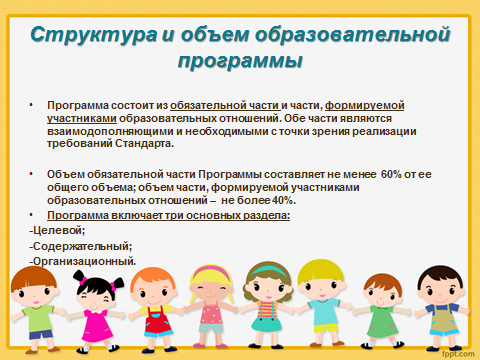 Структура и объем образовательной
программы
• Программа состоит из обязательной части и части, формируемой
участниками образовательных отношений. Обе части являются
взаимодополняющими и необходимыми с точки зрения реализации
требований Стандарта.
• Объем обязательной части Программы составляет не менее 60% от ее
общего объема; объем части, формируемой участниками
образовательных отношений – не более 40%.
• Программа включает три основных раздела:
-Целевой;
-Содержательный;
-Организационный.
fppt.com